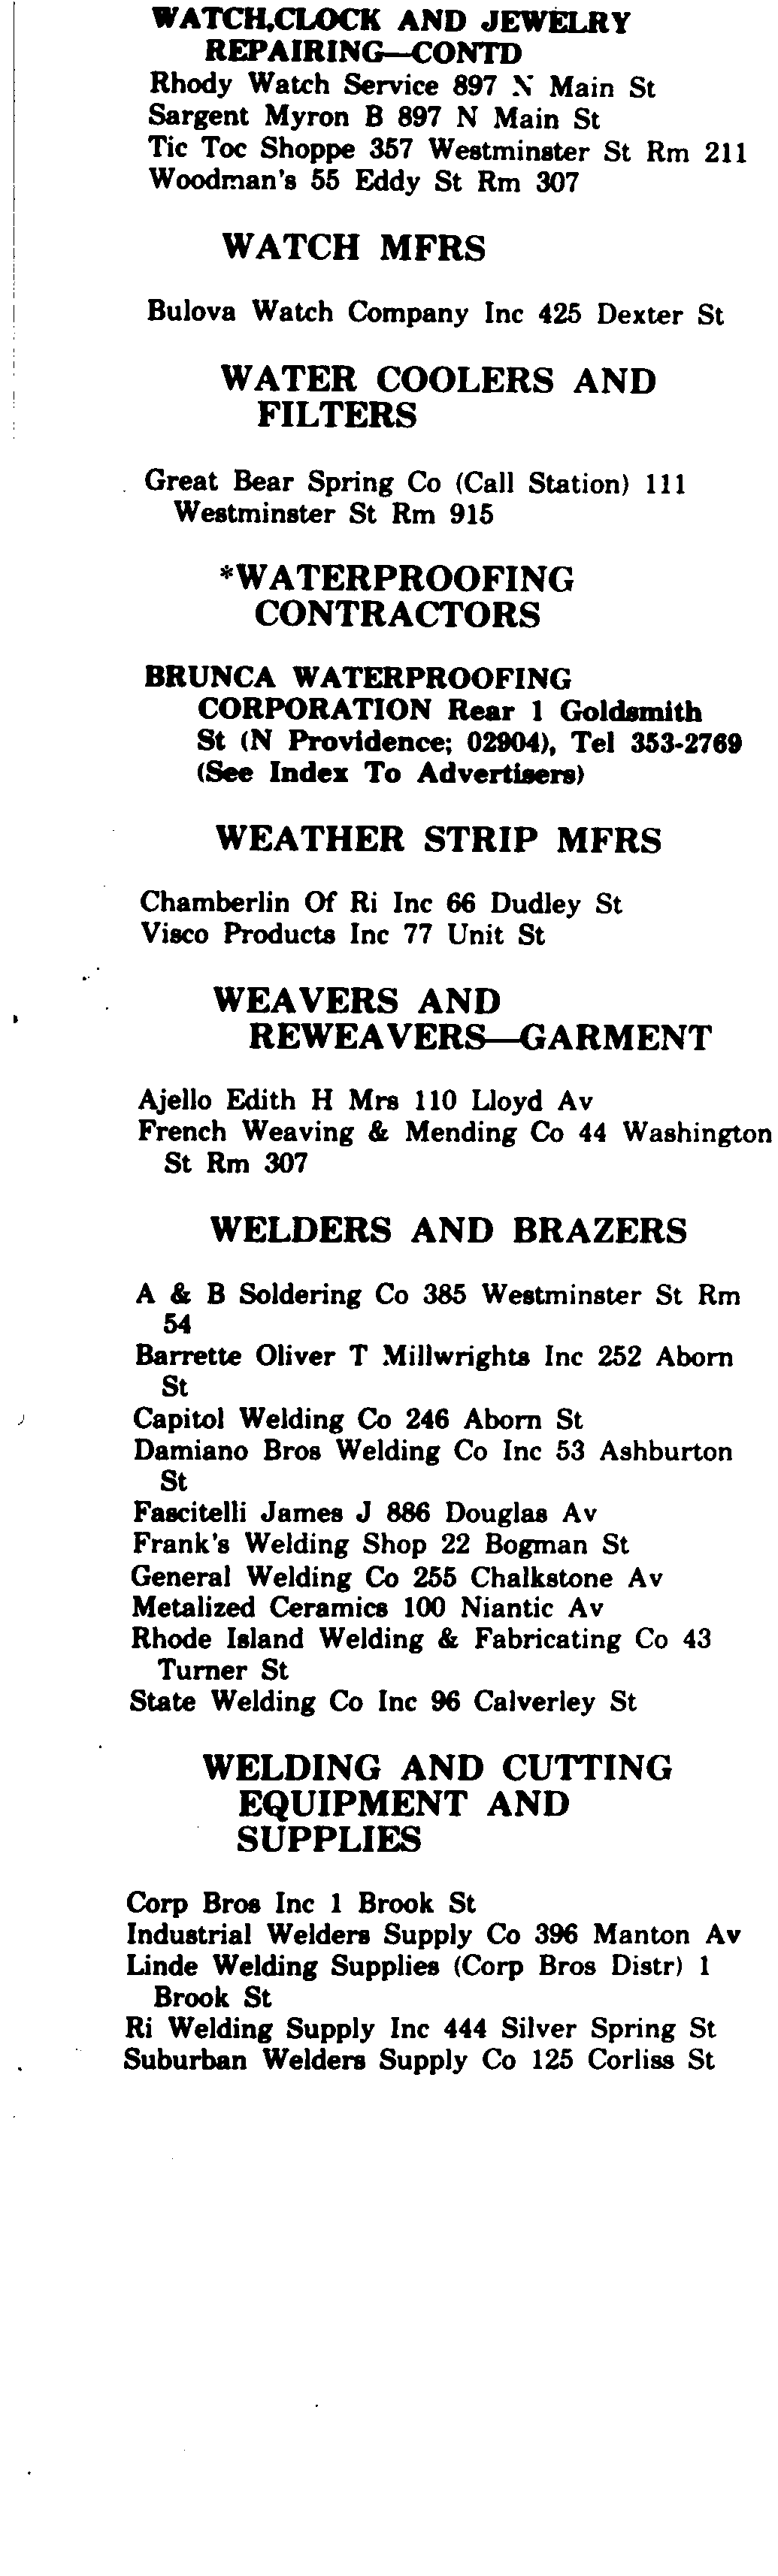 WATCH,CLOCK AND JEWELRY
REPAIRING—CONTD
Rhody Watch Service 897 N Main St
Sargent Myron B 897 N Main St
Tic Toc Shoppe 357 Westminster St Rm 211
Woodman's 55 Eddy St Rm 307
WATCH MFRS
Bulova Watch Company Inc 425 Dexter St
WATER COOLERS AND
FILTERS
Great Bear Spring Co (Call Station) 111
Westminster St Rm 915
*WATERPROOFING
CONTRACTORS
BRUNCA WATERPROOFING
CORPORATION Rear 1 Goldsmith
St (N Providence; 02904), Tel 353-2769
(See Index To Advertisers)
WEATHER STRIP MFRS
Chamberlin Of Ri Inc 66 Dudley St
Visco Products Inc 77 Unit St
WEAVERS AND
REWEAVERS—GARMENT
Ajello Edith H Mrs 110 Lloyd Av
French Weaving & Mending Co 44 Washington
St Rm 307
WELDERS AND BRAZERS
A & B Soldering Co 385 Westminster St Rm
54
Barrette Oliver T Millwrights Inc 252 Aborn
St
Capitol Welding Co 246 Aborn St
Damiano Bros Welding Co Inc 53 Ashburton
St
Fascitelli James J 886 Douglas Av
Frank's Welding Shop 22 Bogman St
General Welding Co 255 Chalkstone Av
Metalized Ceramics 100 Niantic Av
Rhode Island Welding & Fabricating Co 43
Turner St
State Welding Co Inc 96 Calverley St
WELDING AND CUTTING
EQUIPMENT AND
SUPPLIES
Corp Bros Inc 1 Brook St
Industrial Welders Supply Co 396 Manton Av
Linde Welding Supplies (Corp Bros Distr) 1
Brook St
Ri Welding Supply Inc 444 Silver Spring St
Suburban Welders Supply Co 125 Corliss St